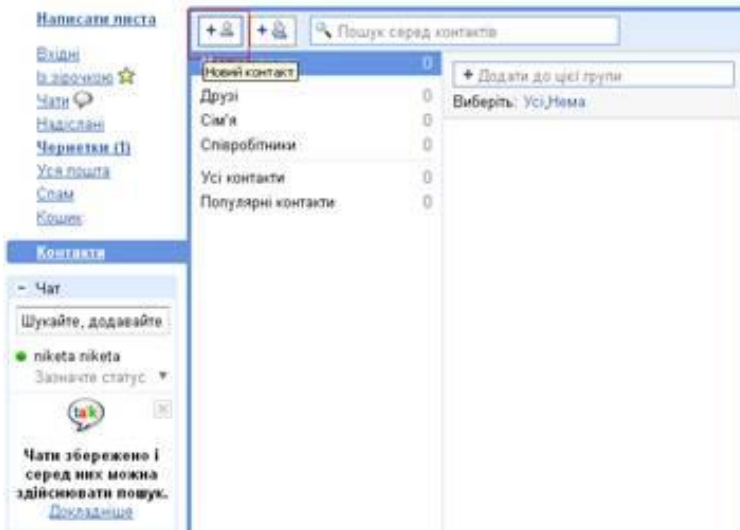 Написати листа
Вхідні
Із зірочкою
Чати
Надіслані
Чернетки (1)
Уся пошта
Спам
Кошик
Контакти
- Чат
Шукайте, додавайте
niketa niketa
Зазначте статус
talk
Чати збережено і
серед них можна
здійснювати пошук.
Докладніше
Пошук серед контактів
0
Новий контакт
Друзі 0
Сім'я 0
Співробітники 0
Усі контакти 0
Популярні контакти 0
+ Додати до цієї групи
Виберіть: Усі,Нема